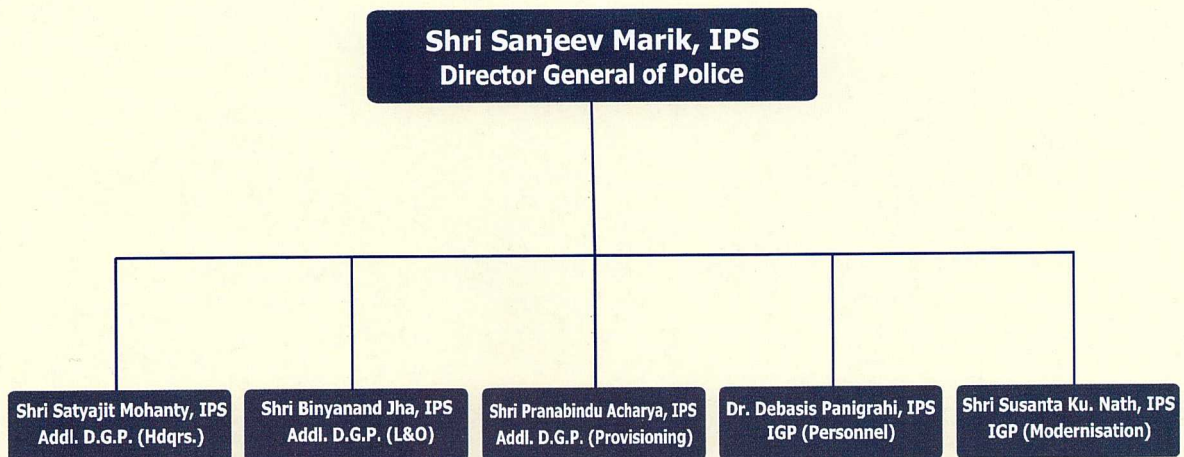 Shri Sanjeev Marik, IPS
Director General of Police
Shri Satyajit Mohanty, IPS
Addl. D.G.P. (Hdqrs.)
Shri Binyanand Jha, IPS
Addl. D.G.P. (L&O)
Shri Pranabindu Acharya, IPS
Addl. D.G.P. (Provisioning)
Dr. Debasis Panigrahi, IPS
IGP (Personnel)
Shri Susanta Ku. Nath, IPS
IGP (Modernisation)